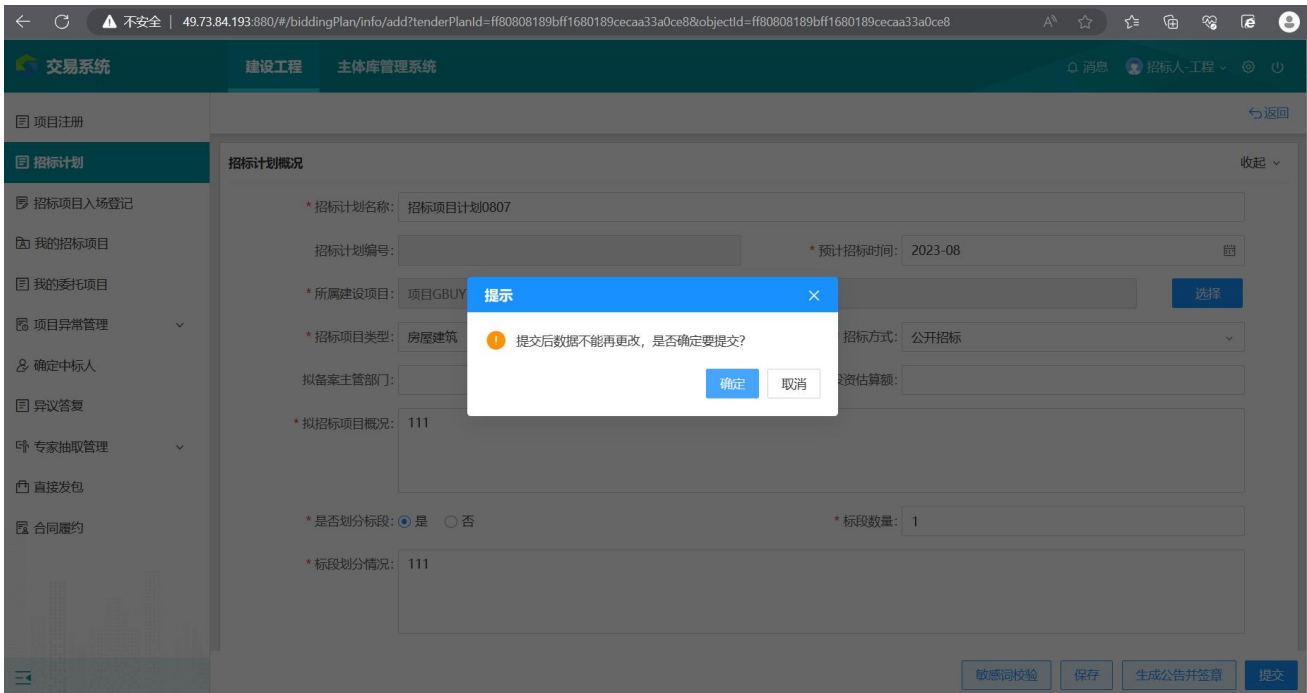 不安全 | 49.73.84.193:880/#/biddingPlan/info/add?tenderPlanId=ff80808189bff1680189cecaa33a0ce8&objectId=ff80808189bff1680189cecaa33a0ce8
交易系统 建设工程 主体库管理系统 消息 招标人-工程
项目注册 返回
招标计划 招标计划概况 收起
招标项目入场登记 * 招标计划名称: 招标项目计划0807
我的招标项目 招标计划编号: * 预计招标时间: 2023-08
我的委托项目 * 所属建设项目: 项目GBUY 选择
提示
项目异常管理 * 招标项目类型: 房屋建筑 招标方式: 公开招标
提交后数据不能再更改，是否确定要提交?
确定中标人 拟备案主管部门: 资估算额:
确定 取消
异议答复 * 拟招标项目概况: 111
专家抽取管理
直接发包
合同履约 * 是否划分标段: 是 否 * 标段数量: 1
* 标段划分情况: 111
敏感词校验 保存 生成公告并签章 提交